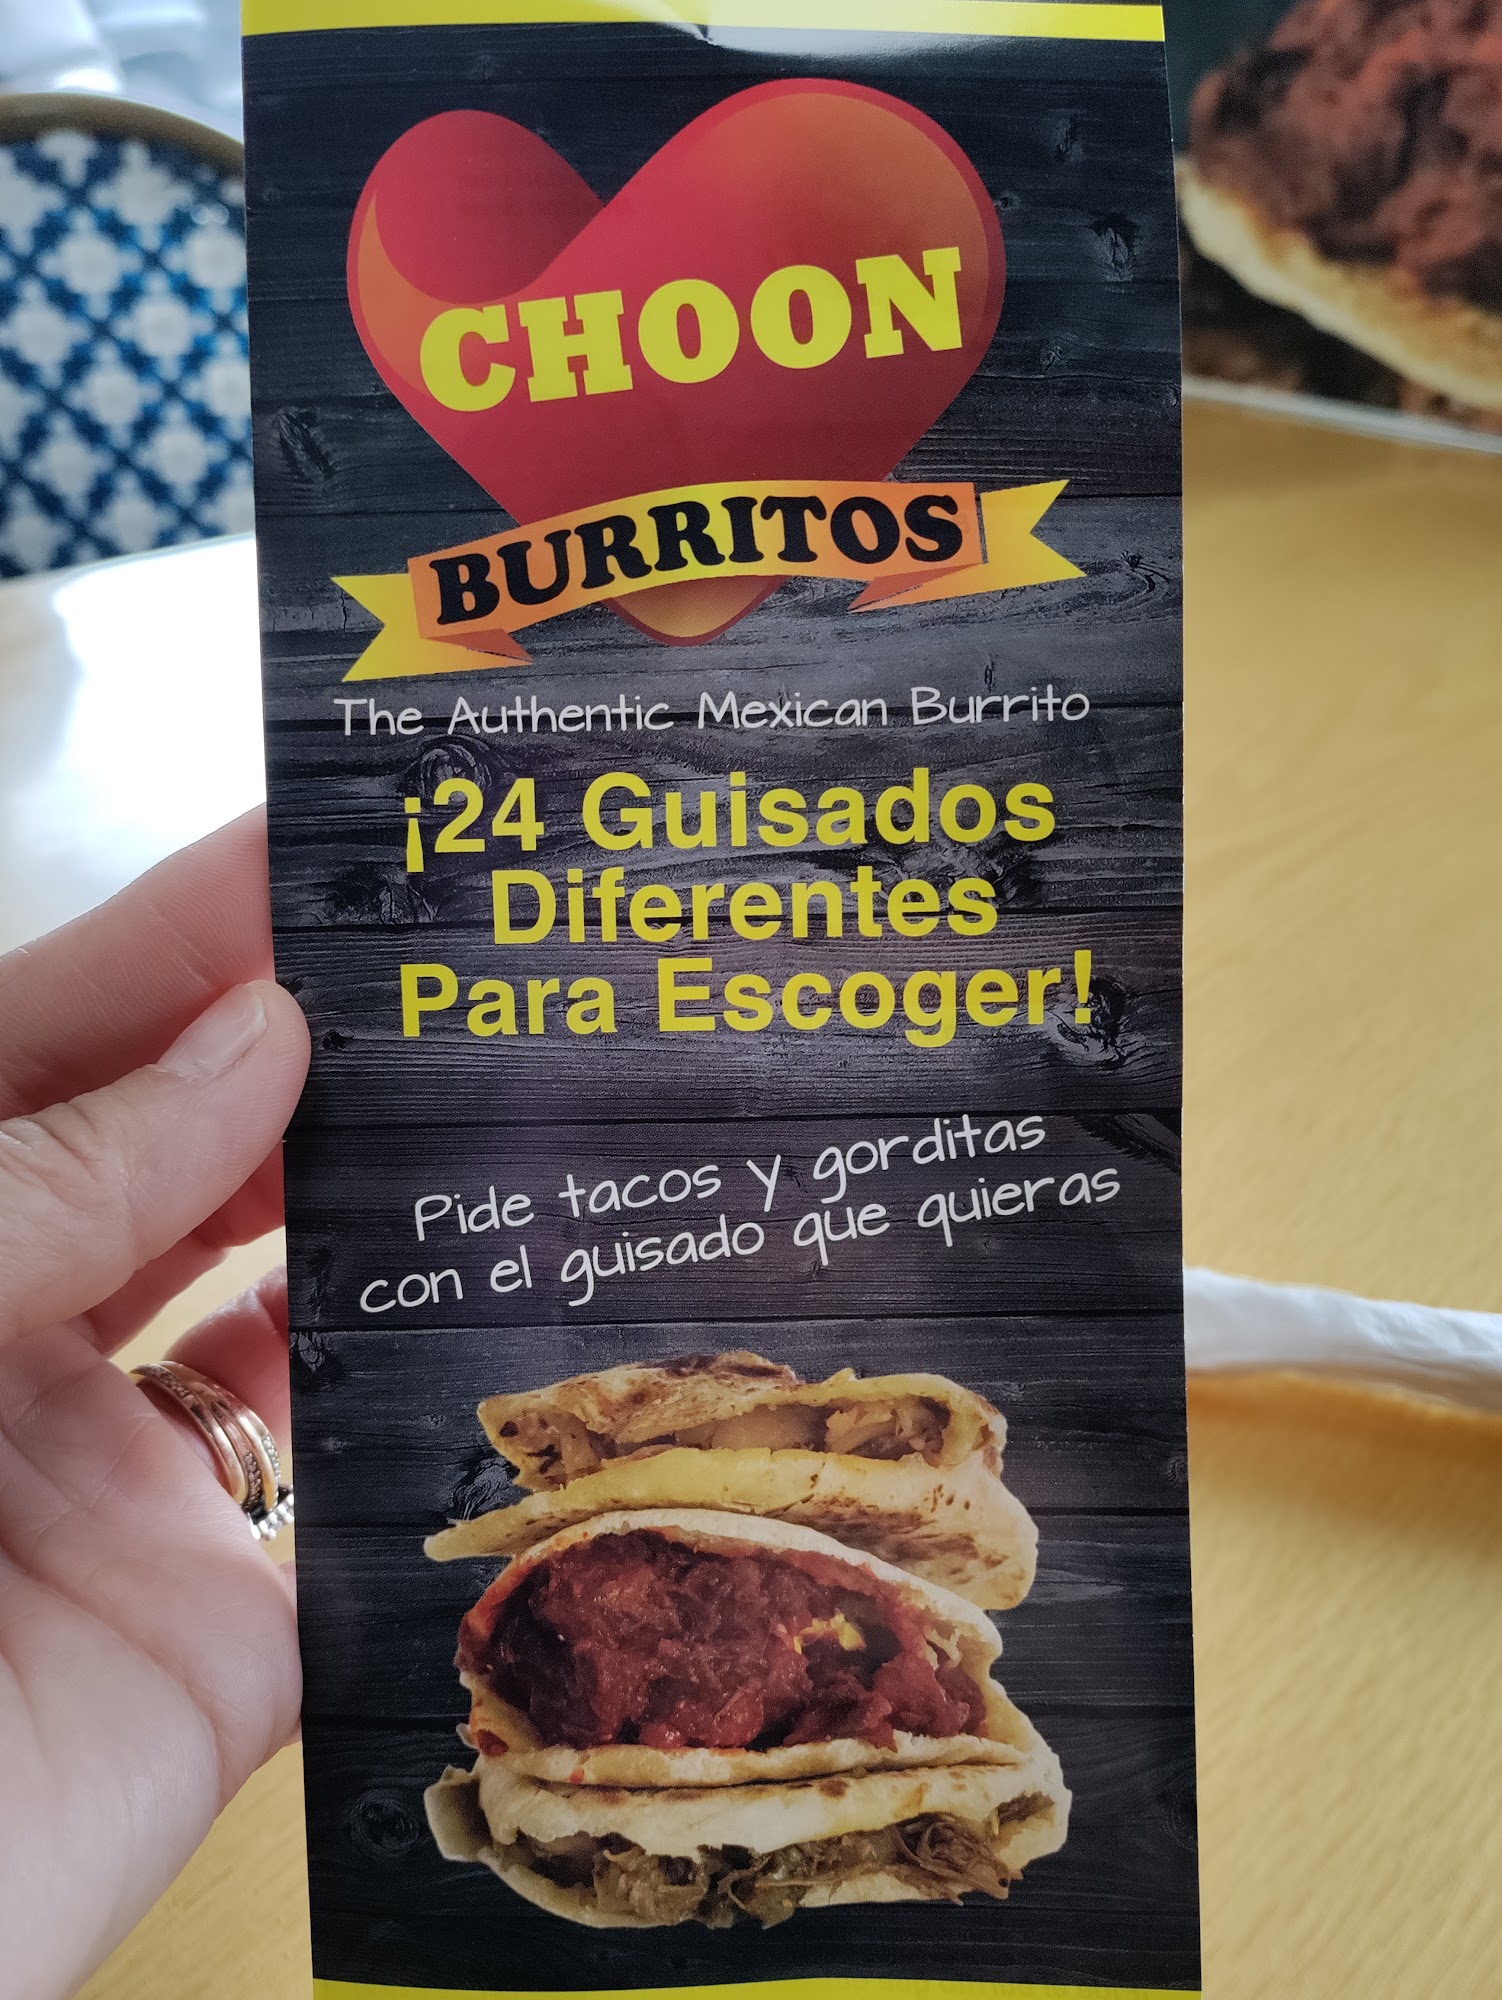 CHOON
BURRITOS
The Authentic Mexican Burrito
¡24 Guisados
Diferentes
Para Escoger!
Pide tacos y gorditas
con el guisado que quieras